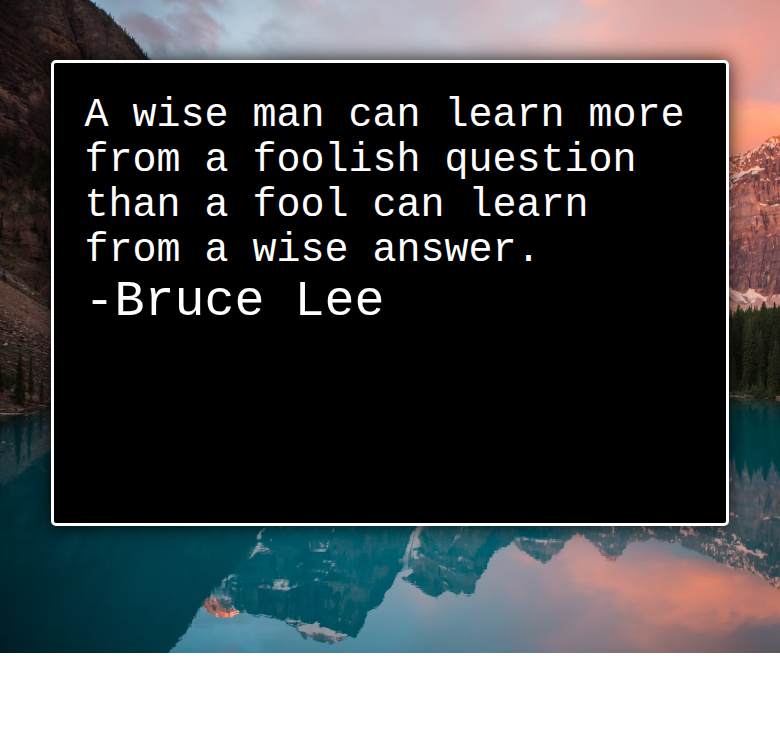 A wise man can learn more
from a foolish question
than a fool can learn
from a wise answer.
-Bruce Lee